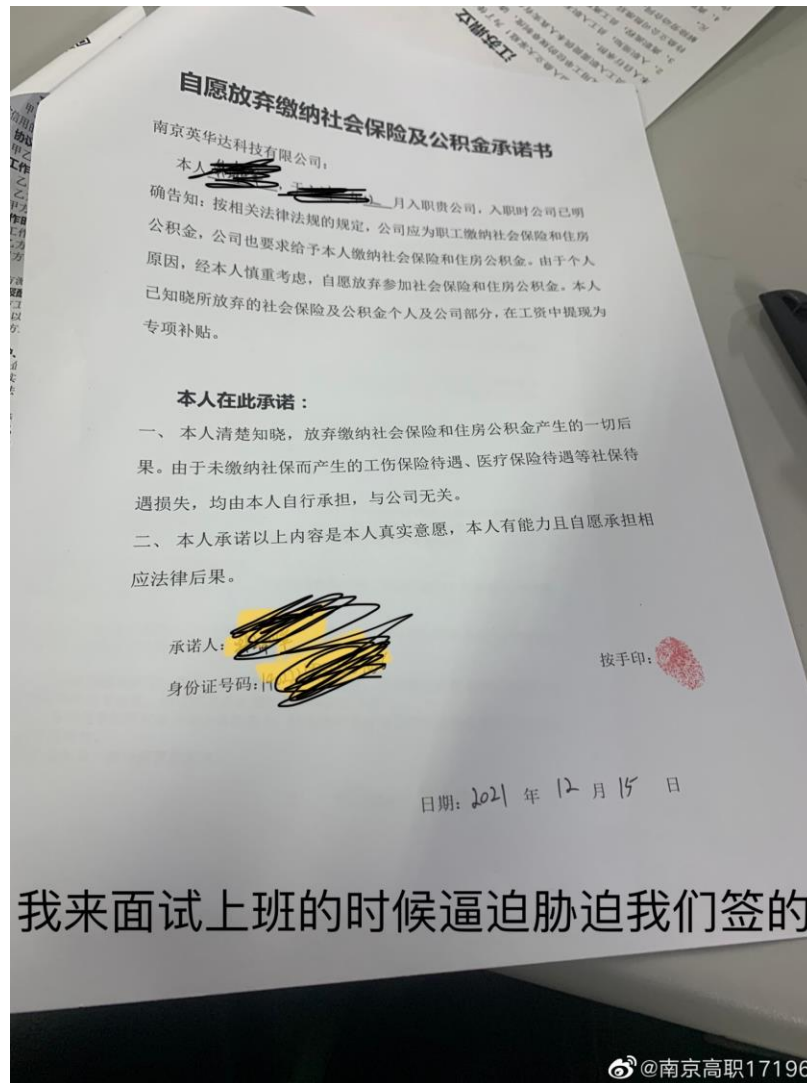 江苏鼎立
自愿放弃缴纳社会保险及公积金承诺书
南京英华达科技有限公司：
本人
月入职贵公司，入职时公司已明
确告知：按相关法律法规的规定，公司应为职工缴纳社会保险和住房
公积金，公司也要求给予本人缴纳社会保险和住房公积金。由于个人
原因，经本人慎重考虑，自愿放弃参加社会保险和住房公积金。本人
已知晓所放弃的社会保险及公积金个人及公司部分，在工资中提现为
专项补贴。
本人在此承诺：
一、 本人清楚知晓，放弃缴纳社会保险和住房公积金产生的一切后
果。由于未缴纳社保而产生的工伤保险待遇、医疗保险待遇等社保待
遇损失，均由本人自行承担，与公司无关。
二、 本人承诺以上内容是本人真实意愿，本人有能力且自愿承担相
应法律后果。
承诺人：
按手印：
身份证号码：
日期：2021 年 12 月 15 日
我来面试上班的时候逼迫胁迫我们签的
@南京高职17196